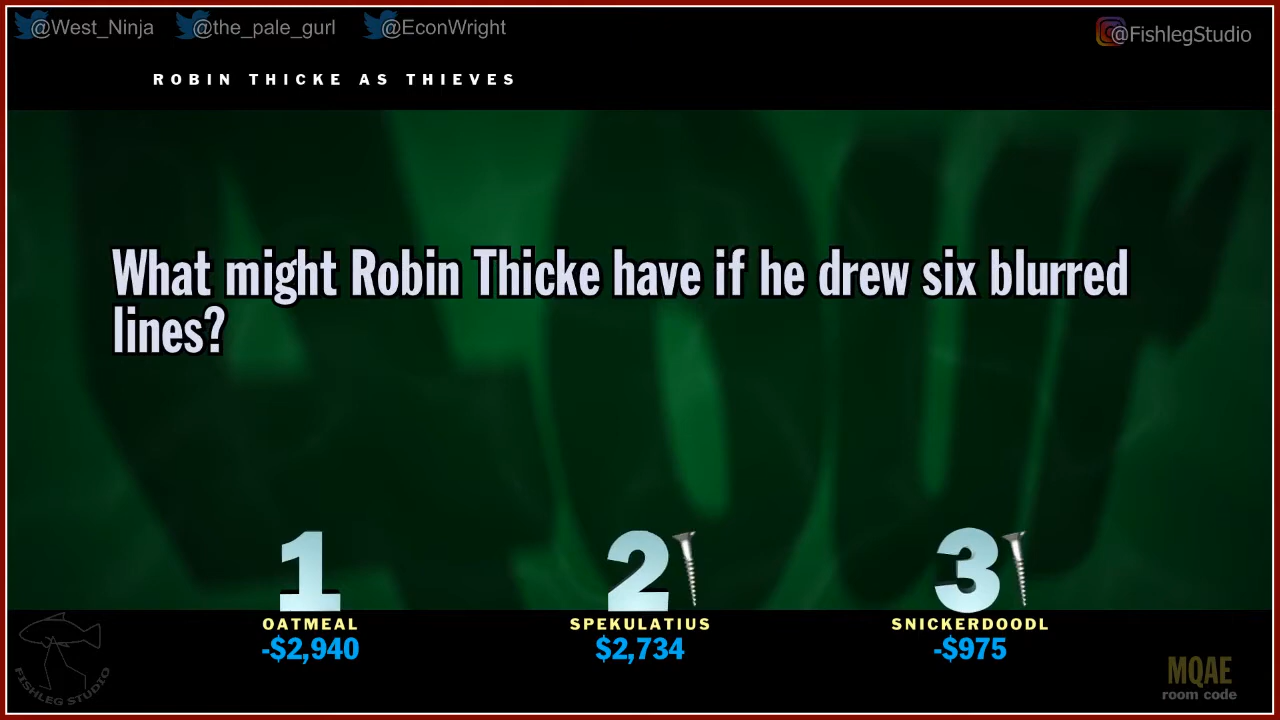 @West_Ninja @the_pale_gurl @EconWright @FishlegStudio
ROBIN THICKE AS THIEVES
What might Robin Thicke have if he drew six blurred
lines?
1 2 3
OATMEAL SPEKULATIUS SNICKERDOODL
-$2,940 $2,734 -$975
FISHLEG STUDIO
MQAE
room code